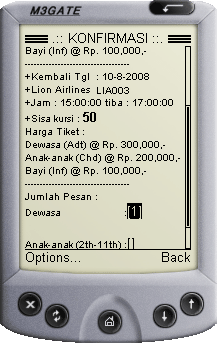 M3GATE
.:: KONFIRMASI ::.
Bayi (Inf) @ Rp. 100,000,-
------------------------------
+Kembali Tgl : 10-8-2008
+Lion Airlines LIA003
+Jam : 15:00:00 tiba : 17:00:00
+Sisa kursi : 50
Harga Tiket :
Dewasa (Adt) @ Rp. 300,000,-
Anak-anak (Chd) @ Rp. 200,000,-
Bayi (Inf) @ Rp. 100,000,-
------------------------------
Jumlah Pesan :
Dewasa :[1]
Anak-anak (2th-11th) :[]
Options... Back